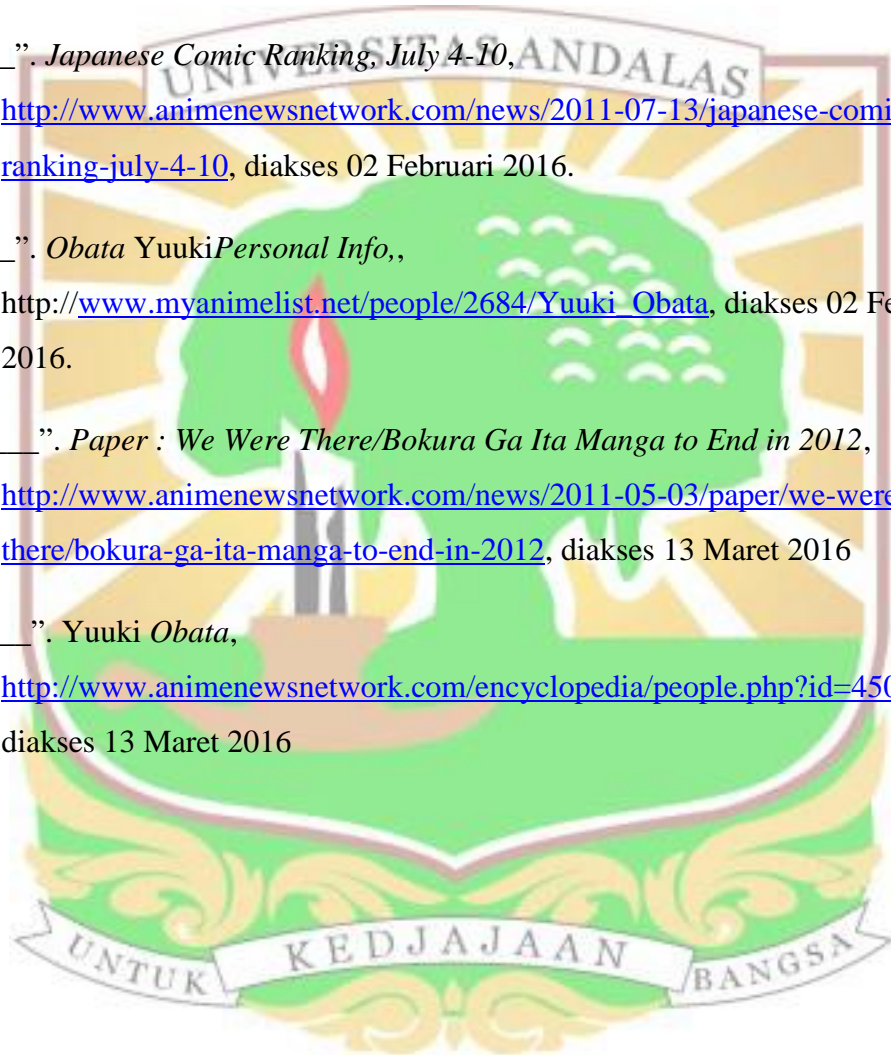 _”. Japanese Comic Ranking, July 4-10,
UNIVERSITAS ANDALAS
http://www.animenewsnetwork.com/news/2011-07-13/japanese-comi
ranking-july-4-10, diakses 02 Februari 2016.
_”. Obata YuukiPersonal Info,,
http://www.myanimelist.net/people/2684/Yuuki_Obata, diakses 02 Fe
2016.
___”. Paper : We Were There/Bokura Ga Ita Manga to End in 2012,
http://www.animenewsnetwork.com/news/2011-05-03/paper/we-were
there/bokura-ga-ita-manga-to-end-in-2012, diakses 13 Maret 2016
__”. Yuuki Obata,
http://www.animenewsnetwork.com/encyclopedia/people.php?id=450
diakses 13 Maret 2016
UNTUK KEDJAJAAN BANGSA